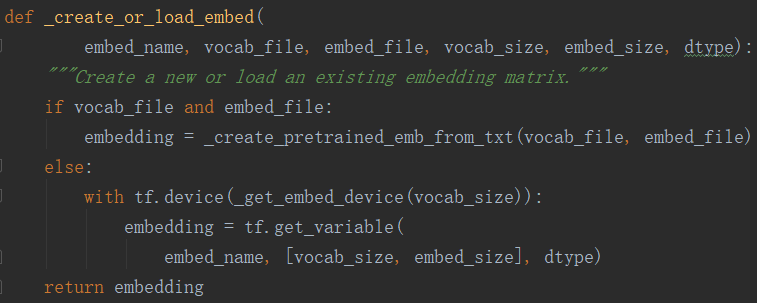 def _create_or_load_embed(
        embed_name, vocab_file, embed_file, vocab_size, embed_size, dtype):
    """Create a new or load an existing embedding matrix."""
    if vocab_file and embed_file:
        embedding = _create_pretrained_emb_from_txt(vocab_file, embed_file)
    else:
        with tf.device(_get_embed_device(vocab_size)):
            embedding = tf.get_variable(
                embed_name, [vocab_size, embed_size], dtype)
    return embedding